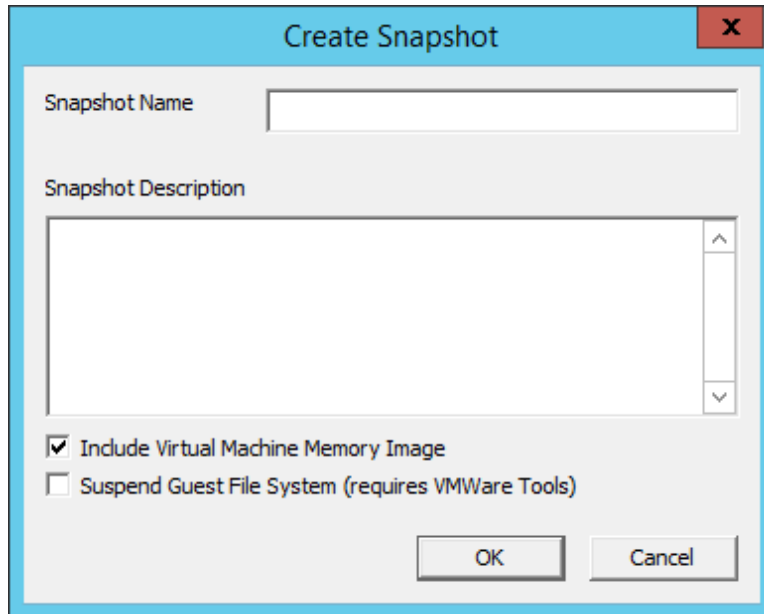 Create Snapshot
x
Snapshot Name
Snapshot Description
Include Virtual Machine Memory Image
Suspend Guest File System (requires VMWare Tools)
OK Cancel